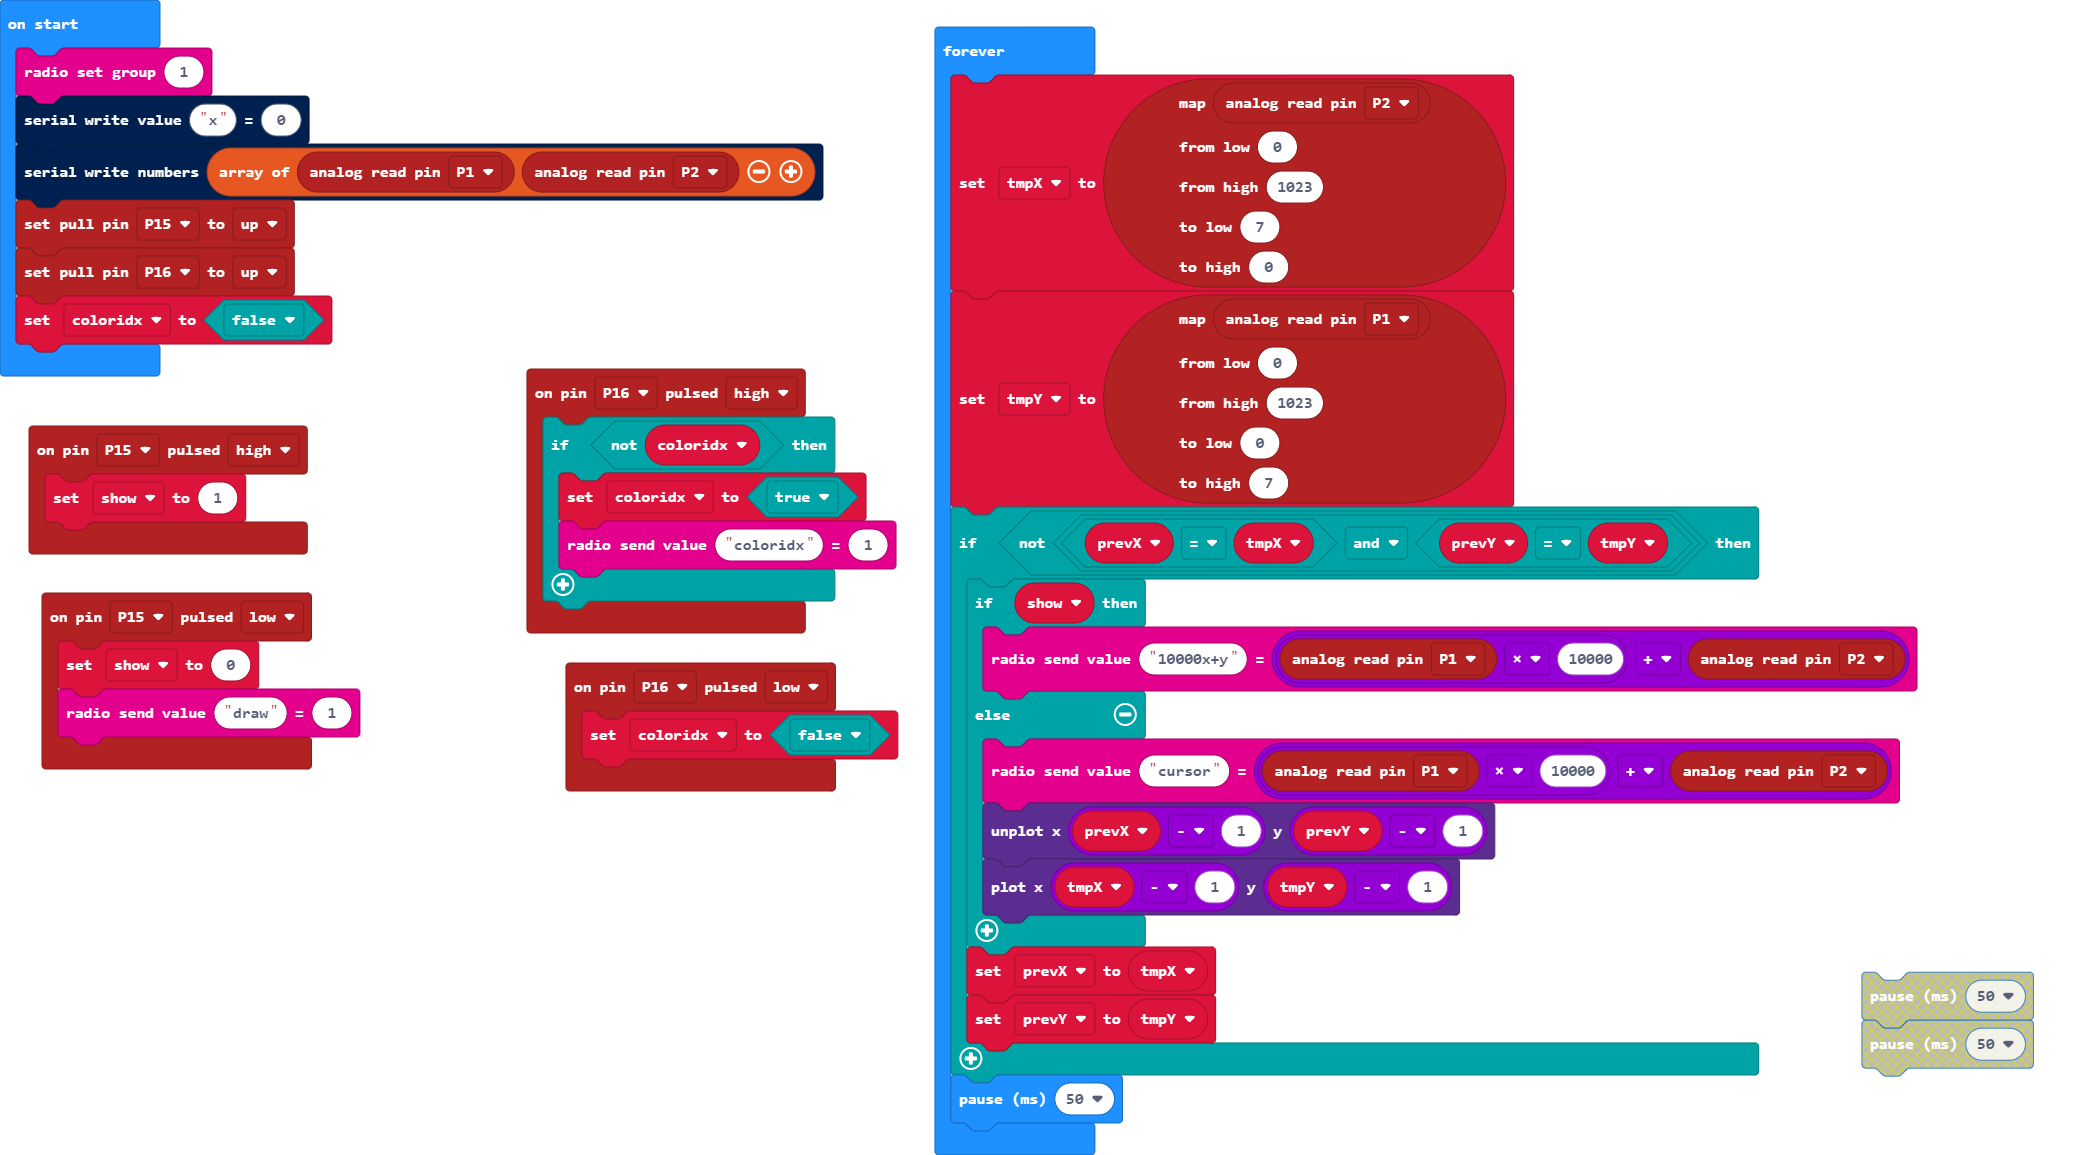 on start
radio set group 1
serial write value "x" = 0
serial write numbers array of analog read pin P1 analog read pin P2
set pull pin P15 to up
set pull pin P16 to up
set coloridx to false
on pin P15 pulsed high
set show to 1
on pin P15 pulsed low
set show to 0
radio send value "draw" = 1
on pin P16 pulsed high
if not coloridx then
set coloridx to true
radio send value "coloridx" = 1
on pin P16 pulsed low
set coloridx to false
forever
set tmpX to map analog read pin P2
from low 0
from high 1023
to low 7
to high 0
set tmpY to map analog read pin P1
from low 0
from high 1023
to low 0
to high 7
if not prevX = tmpX and prevY = tmpY then
if show then
radio send value "10000x+y" = analog read pin P1 × 10000 + analog read pin P2
else
radio send value "cursor" = analog read pin P1 × 10000 + analog read pin P2
unplot x prevX - 1 y prevY - 1
plot x tmpX - 1 y tmpY - 1
set prevX to tmpX
set prevY to tmpY
pause (ms) 50
pause (ms) 50
pause (ms) 50